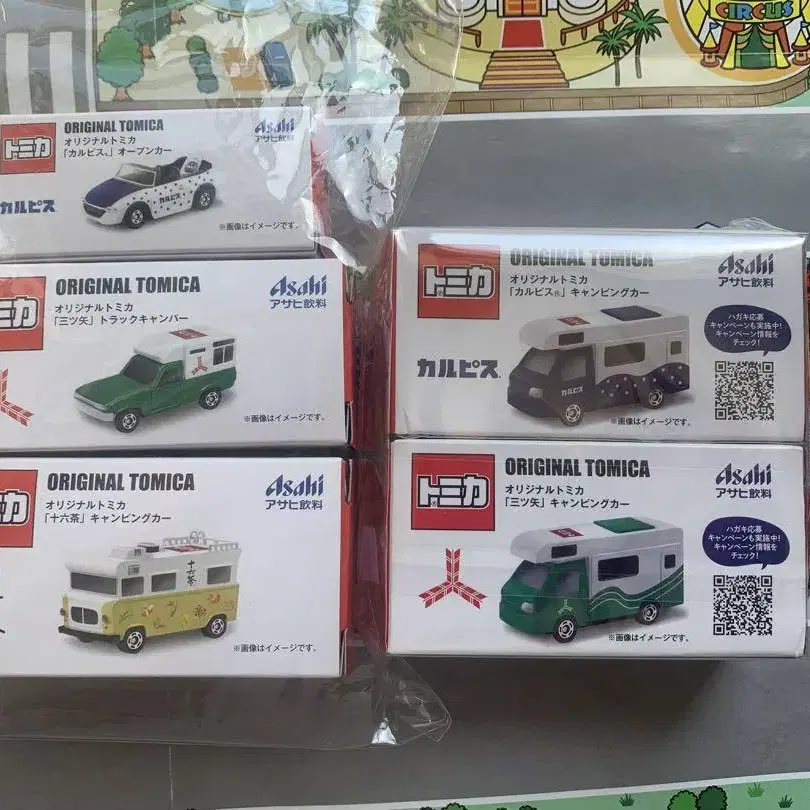 CIRCUS
トミカ
ORIGINAL TOMICA
オリジナルトミカ
「カルピス®」オープンカー
Asahi
アサヒ飲料
カルピス
カルピス
※画像はイメージです。
トミカ
ORIGINAL TOMICA
オリジナルトミカ
「三ツ矢」トラックキャンパー
Asahi
アサヒ飲料
※画像はイメージです。
トミカ
ORIGINAL TOMICA
オリジナルトミカ
「十六茶」キャンピングカー
Asahi
アサヒ飲料
十六茶
※画像はイメージです。
トミカ
ORIGINAL TOMICA
オリジナルトミカ
「カルピス®」キャンピングカー
Asahi
アサヒ飲料
カルピス
カルピス
ハガキ応募
キャンペーンも実施中!
キャンペーン情報を
チェック!
※画像はイメージです。
トミカ
ORIGINAL TOMICA
オリジナルトミカ
「三ツ矢」キャンピングカー
Asahi
アサヒ飲料
ハガキ応募
キャンペーンも実施中!
キャンペーン情報を
チェック!
※画像はイメージです。